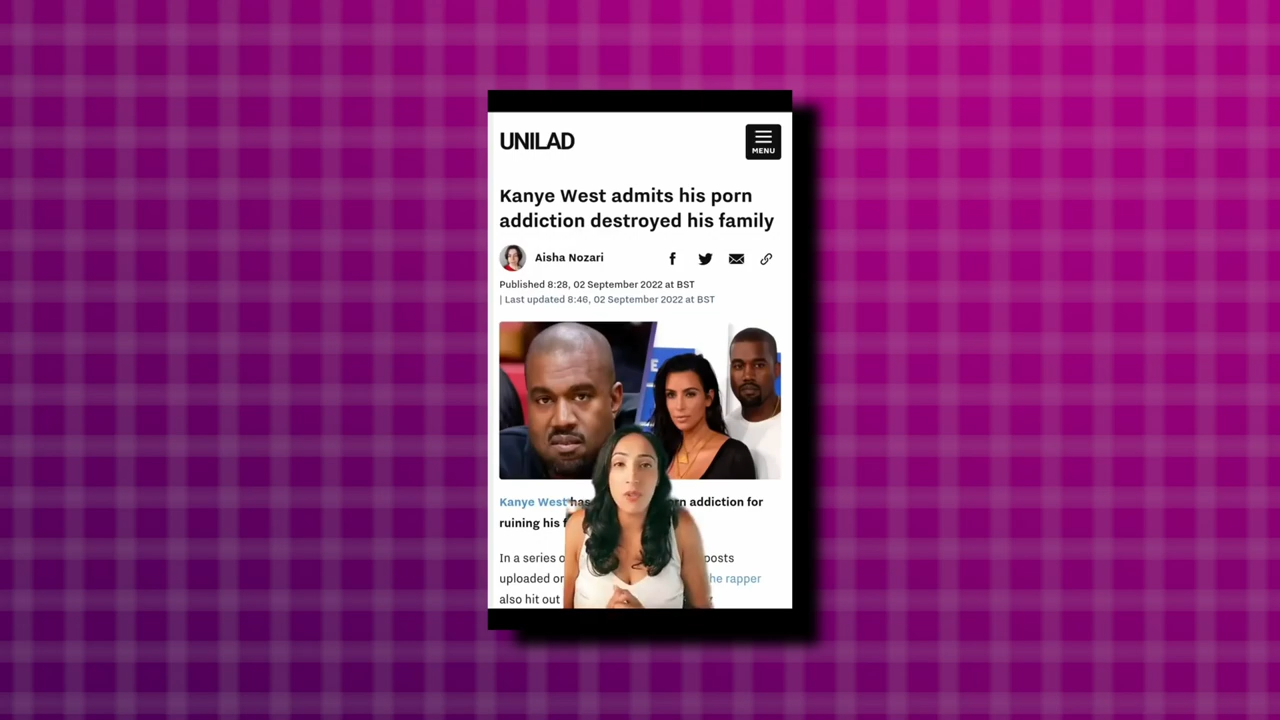 UNILAD
MENU
Kanye West admits his porn
addiction destroyed his family
Aisha Nozari
Published 8:28, 02 September 2022 at BST
| Last updated 8:46, 02 September 2022 at BST
Kanye West has addiction for
ruining his
In a series posts
uploaded he rapper
also hit out